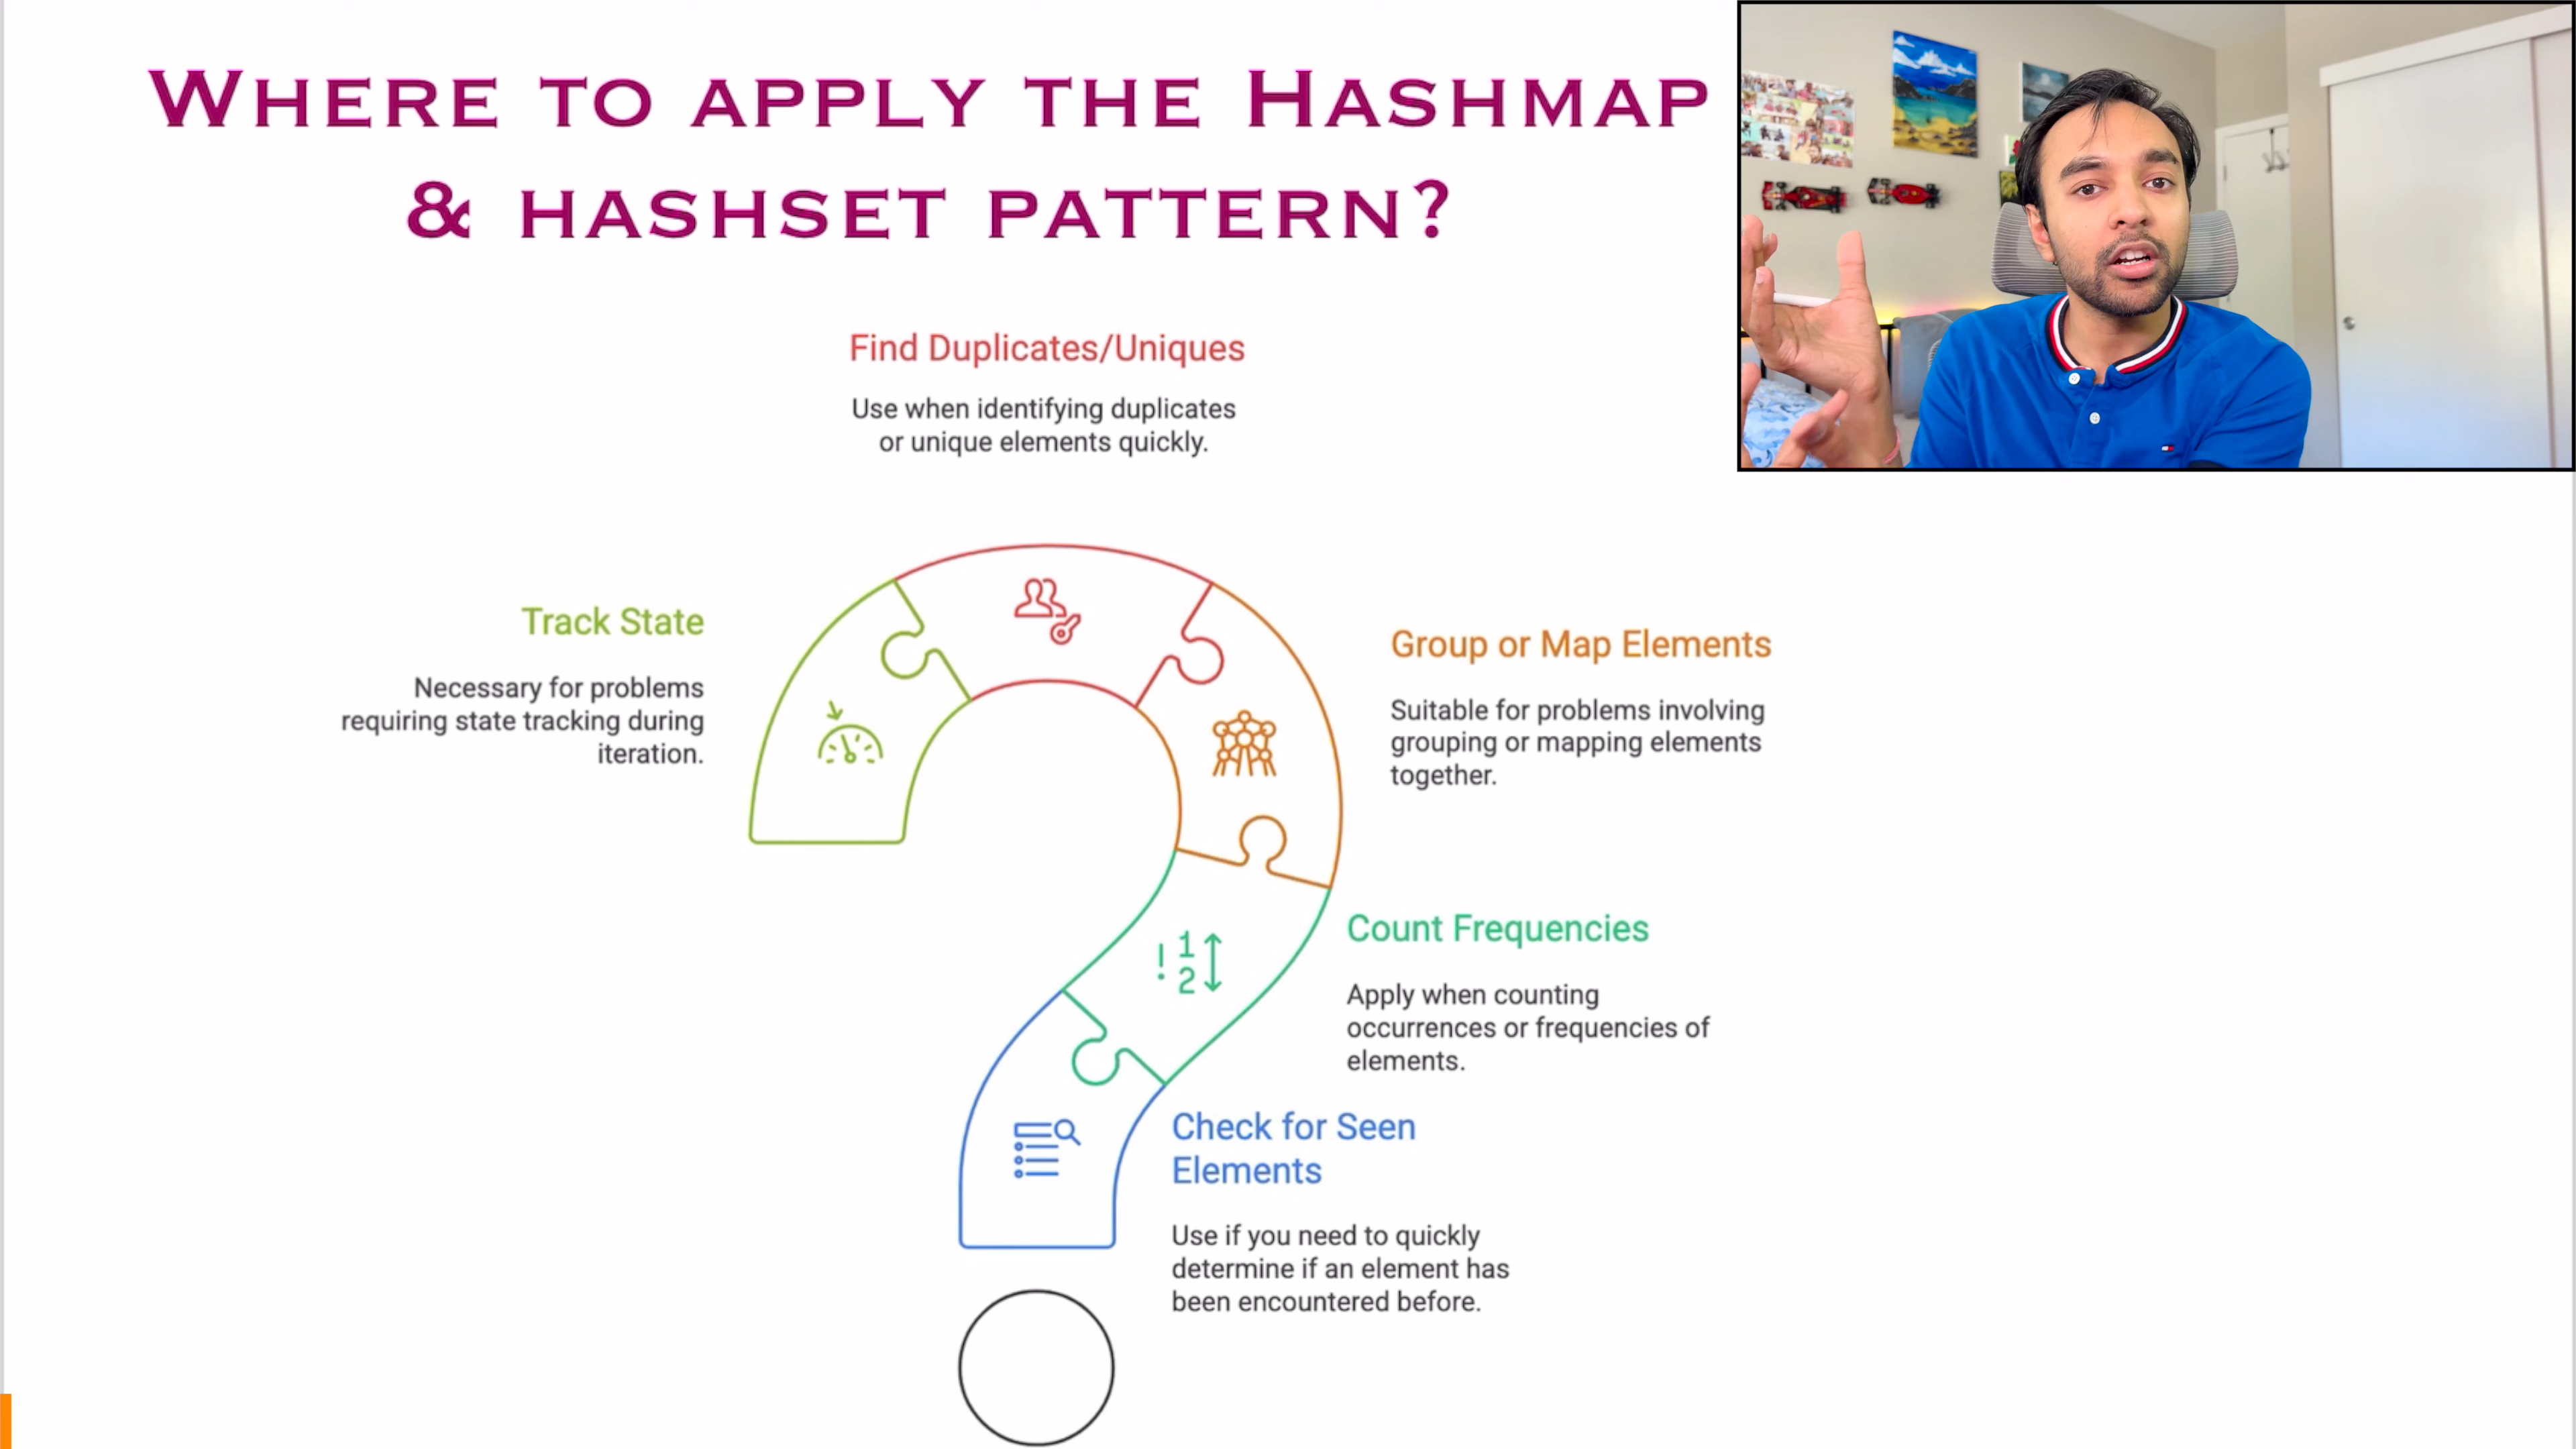 WHERE TO APPLY THE HASHMAP
& HASHSET PATTERN?
Find Duplicates/Uniques
Use when identifying duplicates
or unique elements quickly.
Track State
Necessary for problems
requiring state tracking during
iteration.
Group or Map Elements
Suitable for problems involving
grouping or mapping elements
together.
! 1
2
Count Frequencies
Apply when counting
occurrences or frequencies of
elements.
Check for Seen
Elements
Use if you need to quickly
determine if an element has
been encountered before.